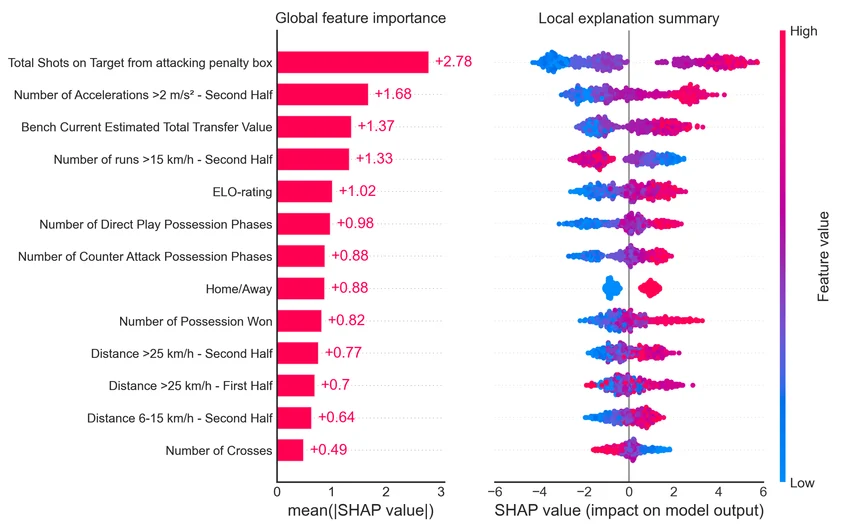 Global feature importance
Local explanation summary
Total Shots on Target from attacking penalty box +2.78
Number of Accelerations >2 m/s² - Second Half +1.68
Bench Current Estimated Total Transfer Value +1.37
Number of runs >15 km/h - Second Half +1.33
ELO-rating +1.02
Number of Direct Play Possession Phases +0.98
Number of Counter Attack Possession Phases +0.88
Home/Away +0.88
Number of Possession Won +0.82
Distance >25 km/h - Second Half +0.77
Distance >25 km/h - First Half +0.7
Distance 6-15 km/h - Second Half +0.64
Number of Crosses +0.49
0 1 2 3
mean(|SHAP value|)
−6 −4 −2 0 2 4 6
SHAP value (impact on model output)
High
Feature value
Low